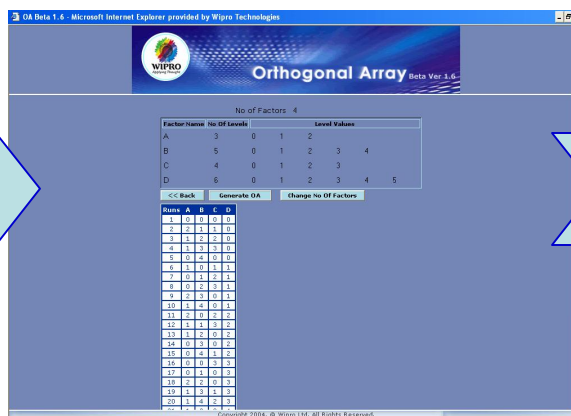 OA Beta 1.6 - Microsoft Internet Explorer provided by Wipro Technologies
WIPRO
Applying Thought
Orthogonal Array Beta Ver 1.6
No of Factors 4
Factor Name No Of Levels Level Values
A 3 0 1 2
B 5 0 1 2 3 4
C 4 0 1 2 3
D 6 0 1 2 3 4 5
<< Back Generate OA Change No Of Factors
Runs A B C D
1 0 0 0 0
2 2 1 1 0
3 1 2 2 0
4 1 3 3 0
5 0 4 0 0
6 1 0 1 1
7 0 1 2 1
8 0 2 3 1
9 2 3 0 1
10 1 4 0 1
11 2 0 2 2
12 1 1 3 2
13 1 2 0 2
14 0 3 0 2
15 0 4 1 2
16 0 0 3 3
17 0 1 0 3
18 2 2 0 3
19 1 3 1 3
20 1 4 2 3
Copyright 2004, @ Wipro Ltd. All Rights Reserved.